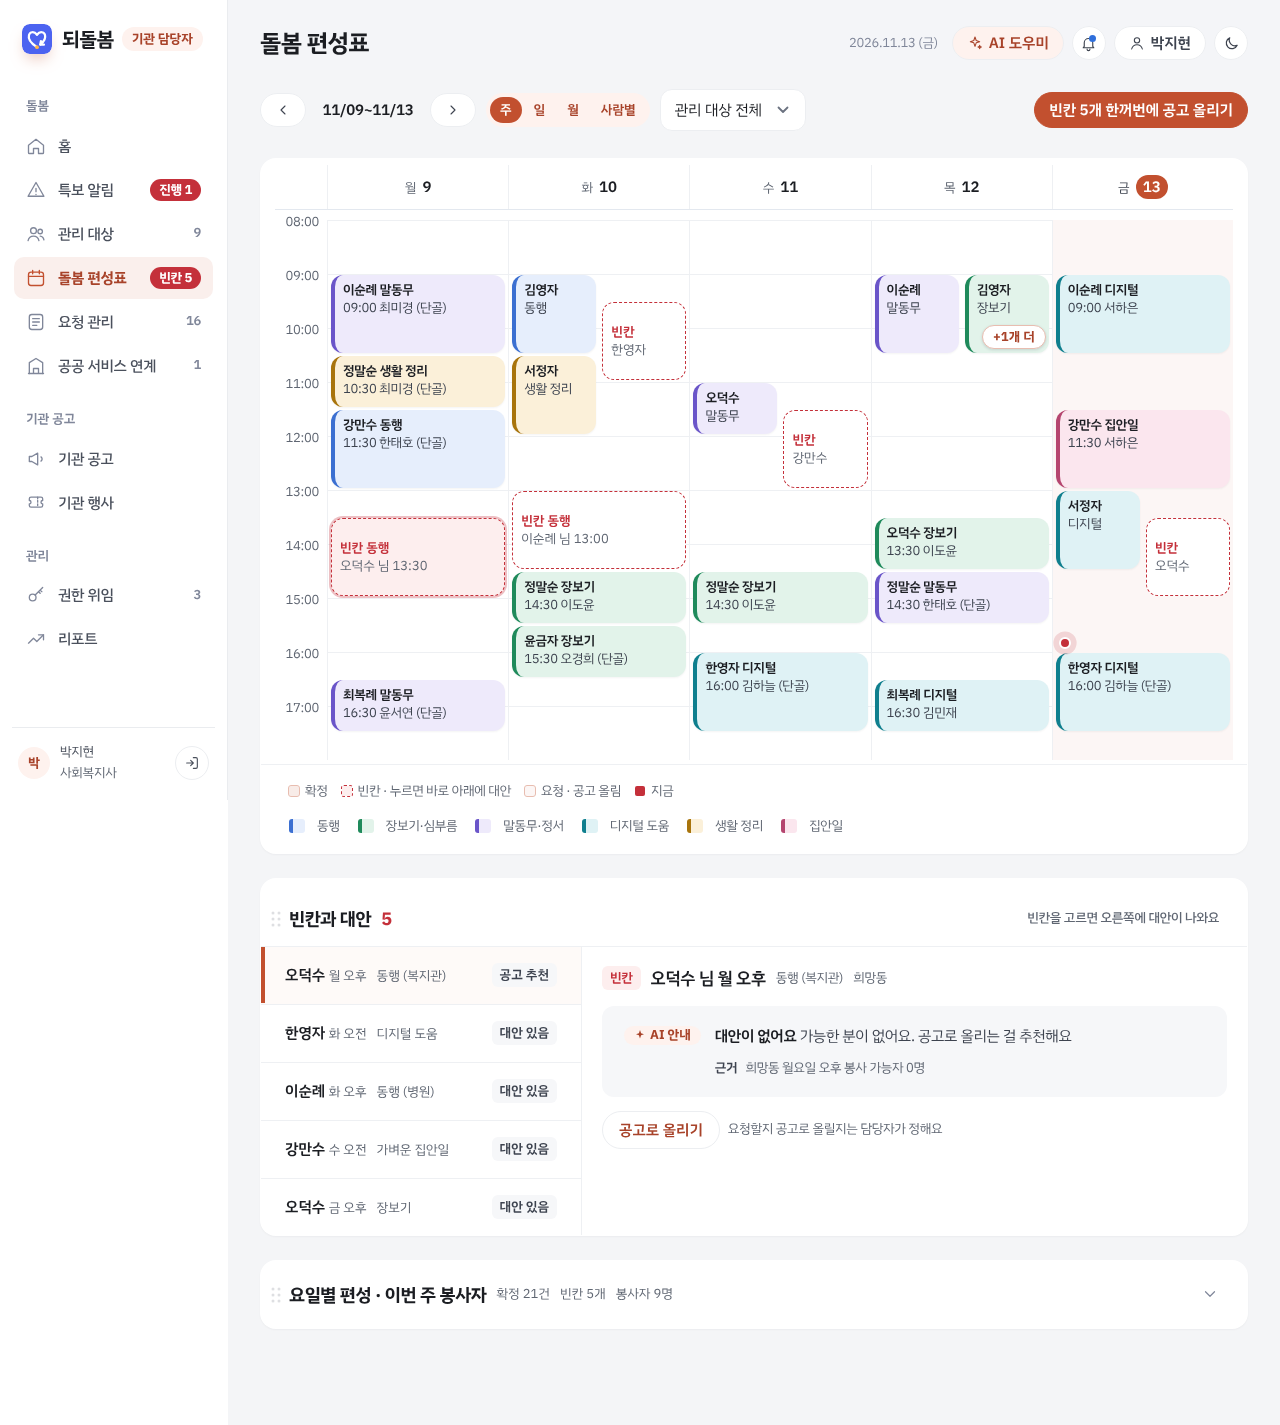 되돌봄 기관 담당자
돌봄
홈
특보 알림 진행 1
관리 대상 9
돌봄 편성표 빈칸 5
요청 관리 16
공공 서비스 연계 1
기관 공고
기관 공고
기관 행사
관리
권한 위임 3
리포트
박 박지현
사회복지사
돌봄 편성표
2026.11.13 (금) AI 도우미 박지현
11/09~11/13 주 일 월 사람별 관리 대상 전체 빈칸 5개 한꺼번에 공고 올리기
월 9 화 10 수 11 목 12 금 13
08:00
09:00
10:00
11:00
12:00
13:00
14:00
15:00
16:00
17:00
이순례 말동무
09:00 최미경 (단골)
정말순 생활 정리
10:30 최미경 (단골)
강만수 동행
11:30 한태호 (단골)
빈칸 동행
오덕수 님 13:30
최복례 말동무
16:30 윤서연 (단골)
김영자
동행
빈칸
한영자
서정자
생활 정리
빈칸 동행
이순례 님 13:00
정말순 장보기
14:30 이도윤
윤금자 장보기
15:30 오경희 (단골)
오덕수
말동무
빈칸
강만수
정말순 장보기
14:30 이도윤
한영자 디지털
16:00 김하늘 (단골)
이순례
말동무
김영자
장보기
+1개 더
오덕수 장보기
13:30 이도윤
정말순 말동무
14:30 한태호 (단골)
최복례 디지털
16:30 김민재
이순례 디지털
09:00 서하은
강만수 집안일
11:30 서하은
서정자
디지털
빈칸
오덕수
한영자 디지털
16:00 김하늘 (단골)
확정 빈칸 · 누르면 바로 아래에 대안 요청 · 공고 올림 지금
동행 장보기·심부름 말동무·정서 디지털 도움 생활 정리 집안일
빈칸과 대안 5
빈칸을 고르면 오른쪽에 대안이 나와요
오덕수 월 오후 동행 (복지관) 공고 추천
한영자 화 오전 디지털 도움 대안 있음
이순례 화 오후 동행 (병원) 대안 있음
강만수 수 오전 가벼운 집안일 대안 있음
오덕수 금 오후 장보기 대안 있음
빈칸 오덕수 님 월 오후 동행 (복지관) 희망동
AI 안내 대안이 없어요 가능한 분이 없어요. 공고로 올리는 걸 추천해요
근거 희망동 월요일 오후 봉사 가능자 0명
공고로 올리기 요청할지 공고로 올릴지는 담당자가 정해요
요일별 편성 · 이번 주 봉사자 확정 21건 빈칸 5개 봉사자 9명